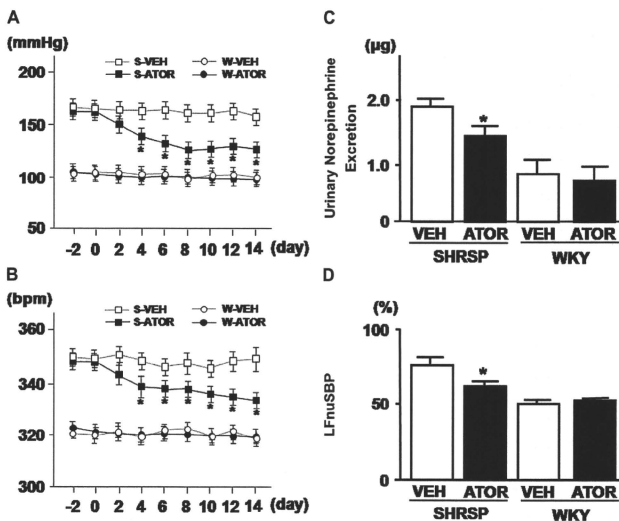 A
(mmHg)
S-VEH W-VEH
S-ATOR W-ATOR
200
150
100
50
* * * * * *
-2 0 2 4 6 8 10 12 14 (day)
B
(bpm)
S-VEH W-VEH
S-ATOR W-ATOR
360
340
320
300
* * * * * *
-2 0 2 4 6 8 10 12 14 (day)
C
(μg)
Urinary Norepinephrine
Excretion
2.0
1.0
*
VEH ATOR VEH ATOR
SHRSP WKY
D
(%)
LFnuSBP
100
50
0
*
VEH ATOR VEH ATOR
SHRSP WKY